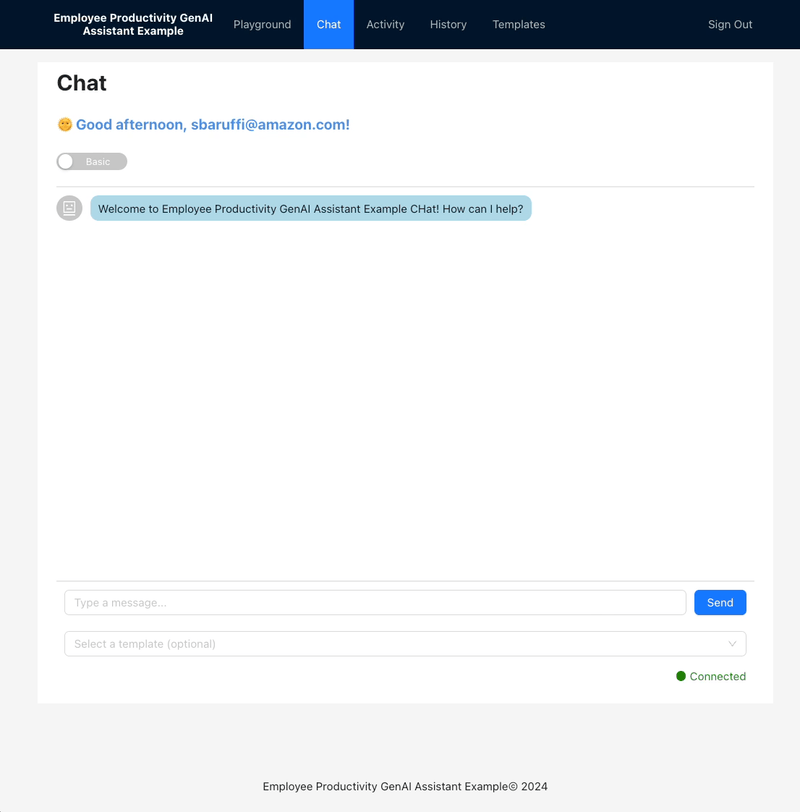 Employee Productivity GenAI
Assistant Example
Playground
Chat
Activity
History
Templates
Sign Out
Chat
Good afternoon, sbaruffi@amazon.com!
Basic
Welcome to Employee Productivity GenAI Assistant Example CHat! How can I help?
Type a message...
Send
Select a template (optional)
Connected
Employee Productivity GenAI Assistant Example© 2024